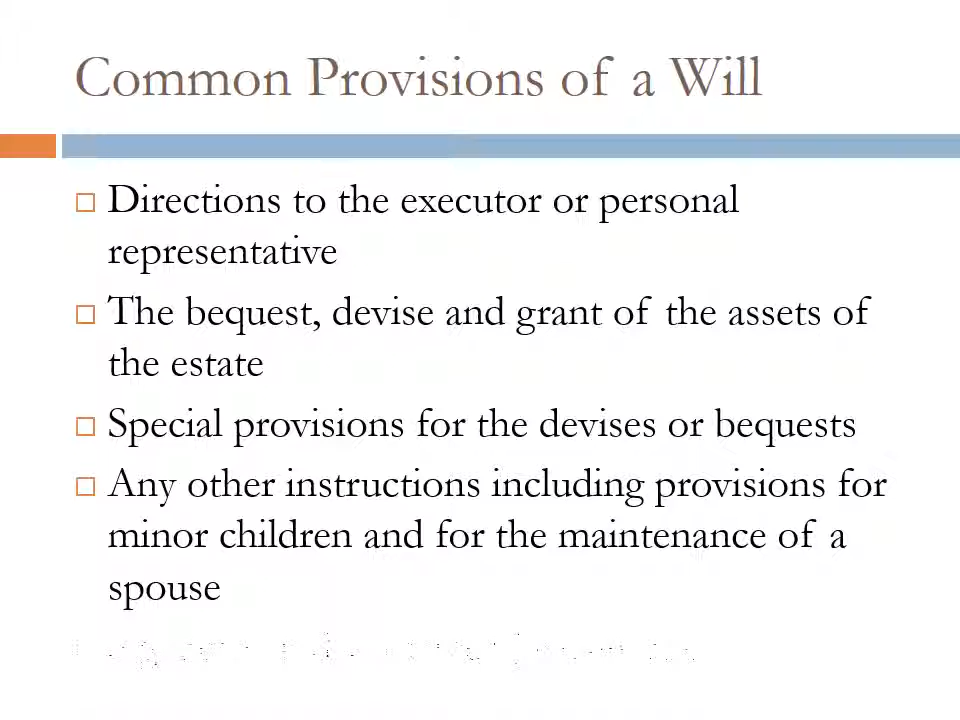 Common Provisions of a Will
Directions to the executor or personal
representative
The bequest, devise and grant of the assets of
the estate
Special provisions for the devises or bequests
Any other instructions including provisions for
minor children and for the maintenance of a
spouse